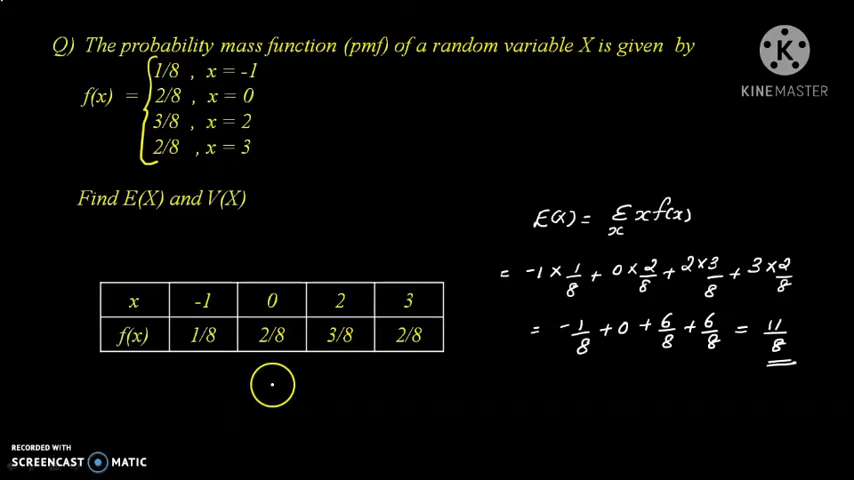 Q) The probability mass function (pmf) of a random variable X is given by
f(x) = { 1/8 , x = -1
2/8 , x = 0
3/8 , x = 2
2/8 , x = 3
Find E(X) and V(X)
x -1 0 2 3
f(x) 1/8 2/8 3/8 2/8
E(X) = Σx x f(x)
= -1 × 1/8 + 0 × 2/8 + 2 × 3/8 + 3 × 2/8
= -1/8 + 0 + 6/8 + 6/8 = 11/8
K
KINEMASTER
RECORDED WITH
SCREENCAST MATIC